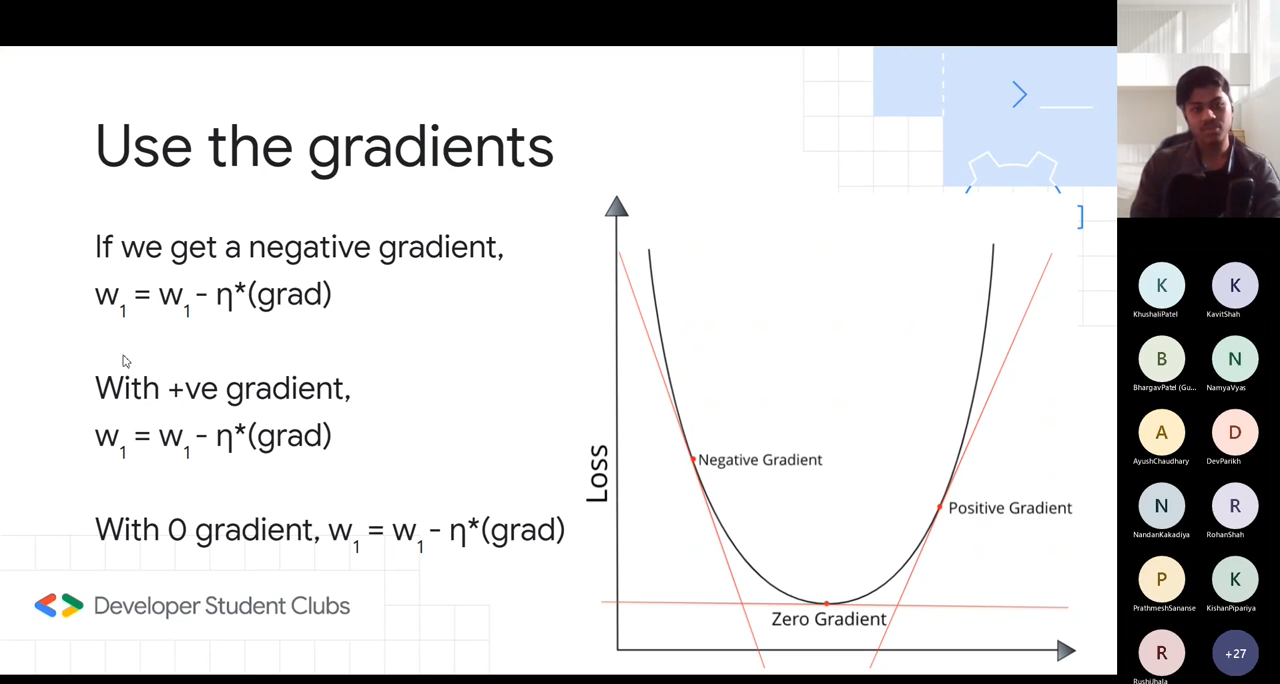 Use the gradients
If we get a negative gradient,
w1 = w1 - η*(grad)
With +ve gradient,
w1 = w1 - η*(grad)
With 0 gradient, w1 = w1 - η*(grad)
Developer Student Clubs
Loss
Negative Gradient
Positive Gradient
Zero Gradient
K
K
KhushaliPatel
KavitShah
B
N
BhargavPatel (Gu...
NamyaVyas
A
D
AyushChaudhary
DevParikh
N
R
NandanKakadiya
RohanShah
P
K
PrathmeshSananse
KishanPipariya
R
+27
RushiJhala